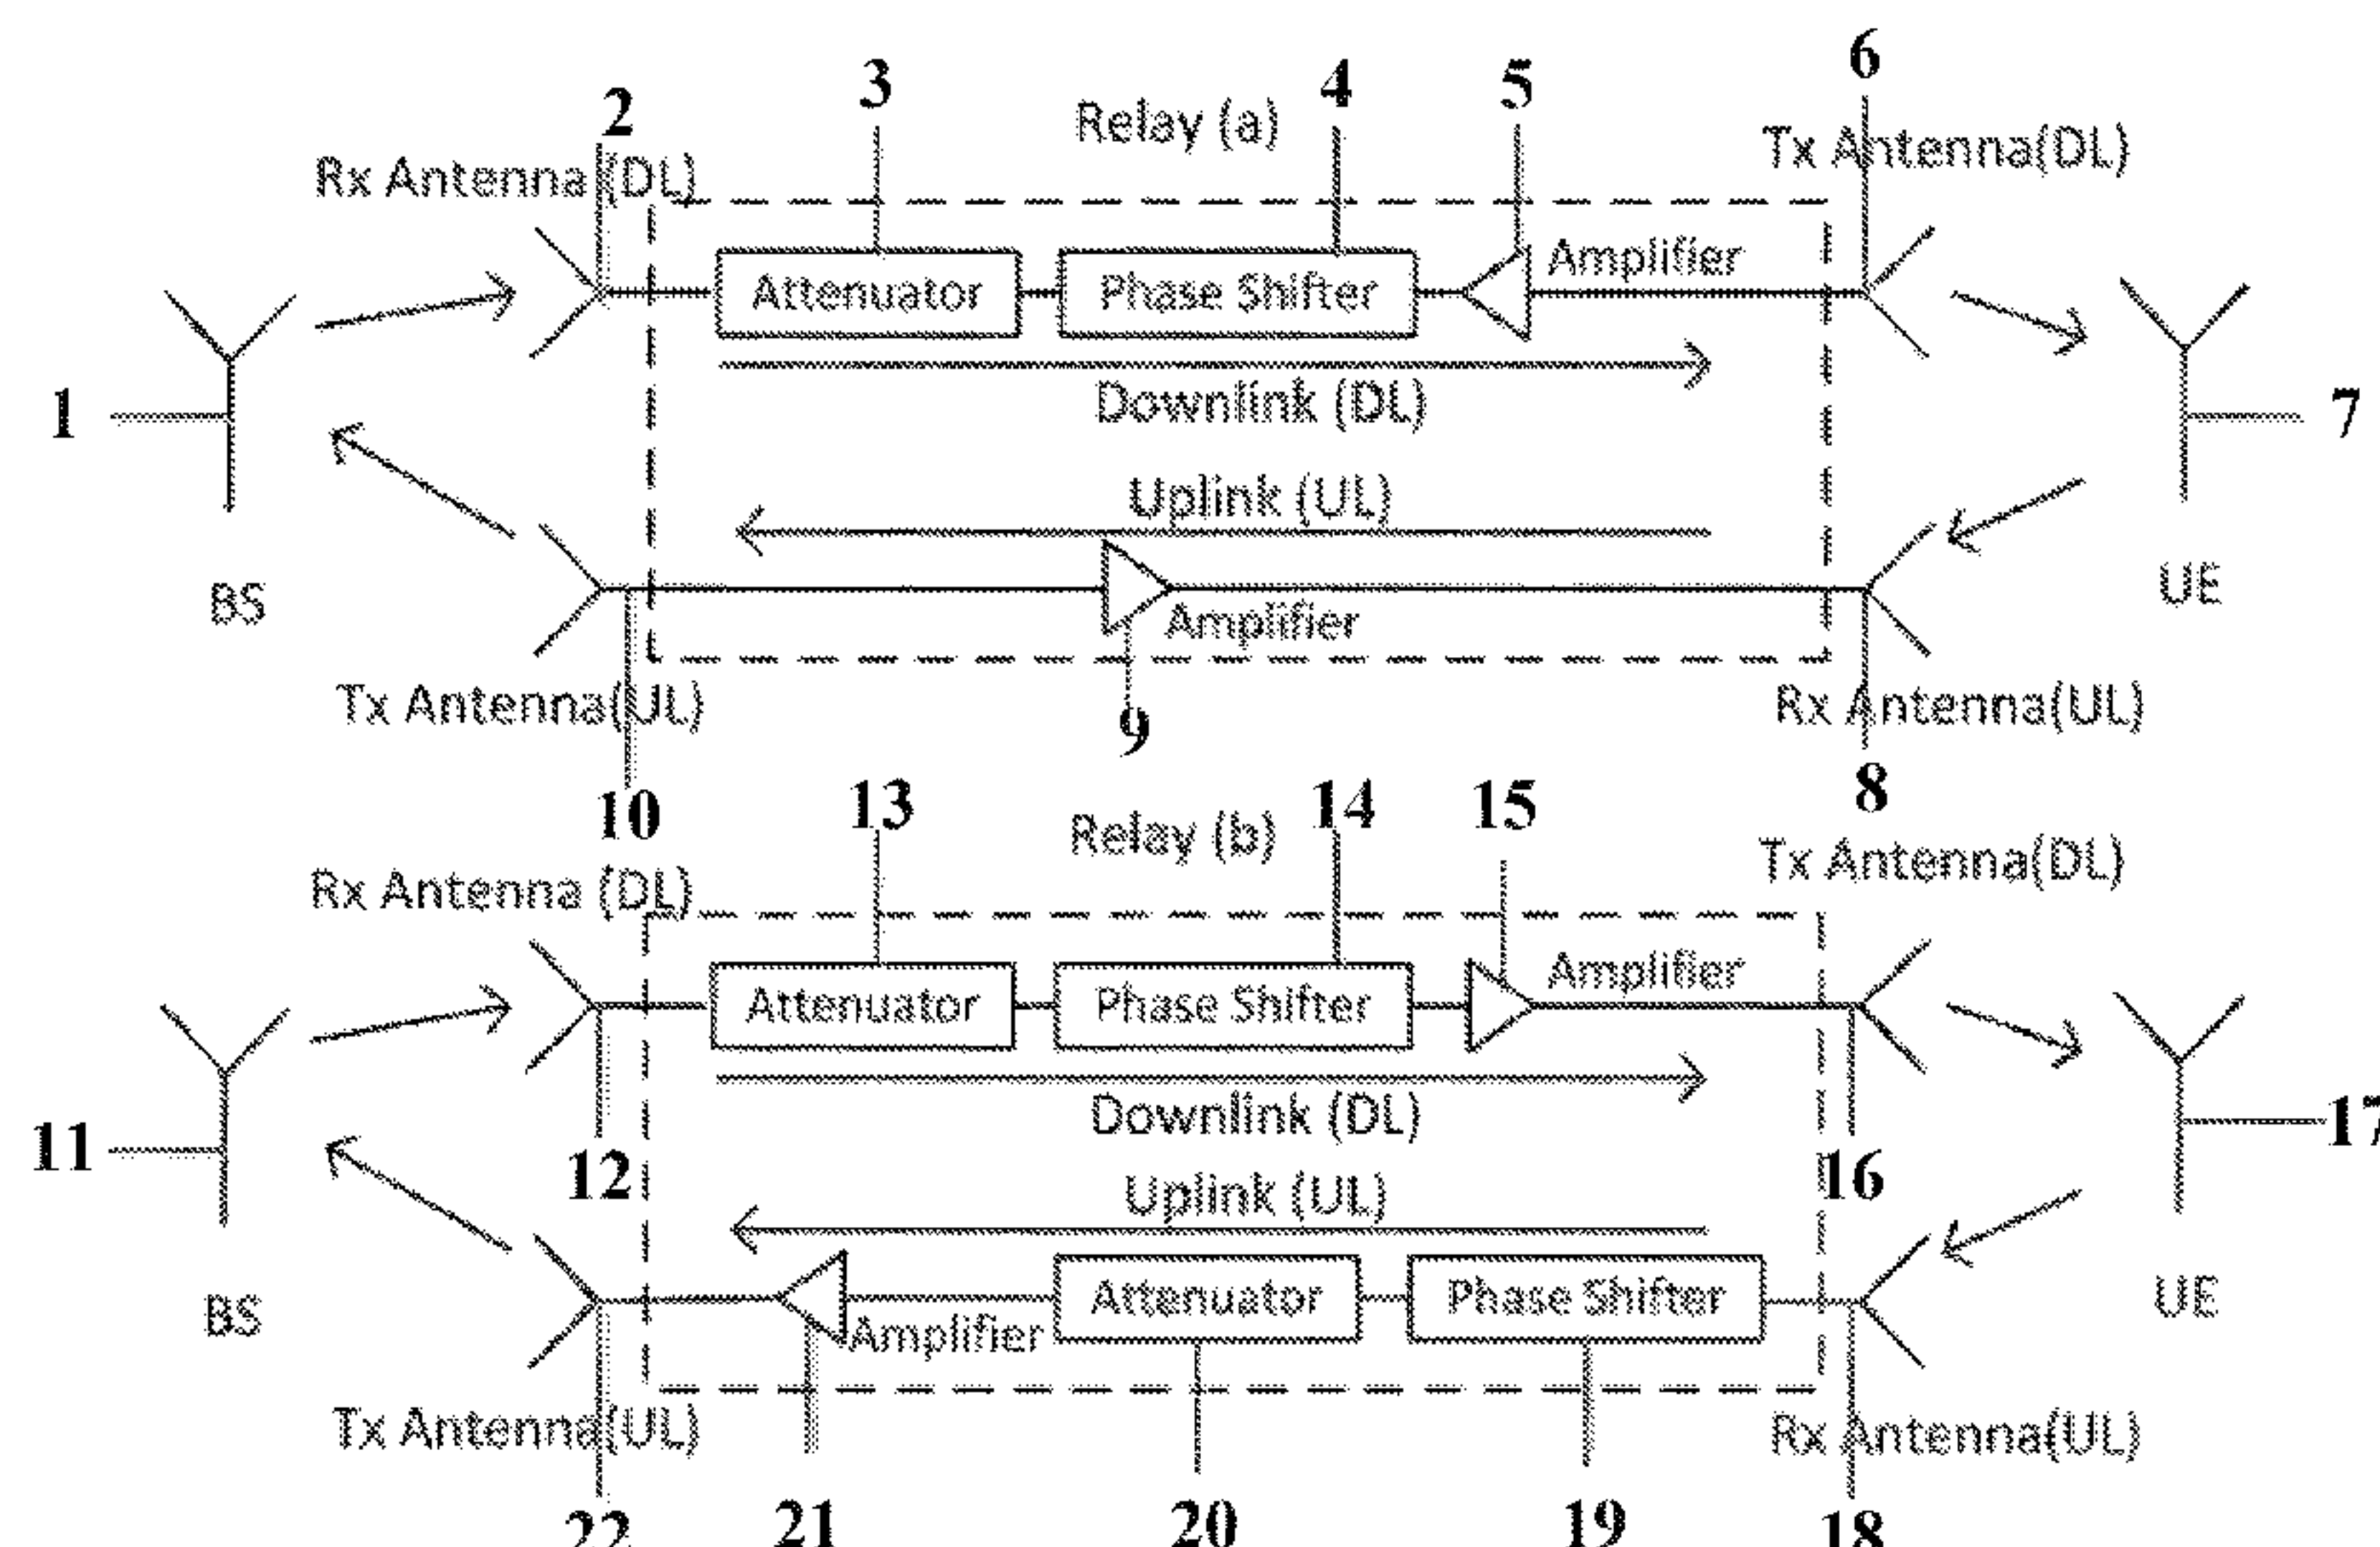 6
2
3
4
5
Relay (a)
Rx Antenna (DL)
Tx Antenna(DL)
Attenuator
Phase Shifter
Amplifier
Downlink (DL)
1
7
Uplink (UL)
BS
UE
Amplifier
Tx Antenna(UL)
Rx Antenna(UL)
9
10
8
13
14
15
Relay (b)
Rx Antenna (DL)
Tx Antenna(DL)
Attenuator
Phase Shifter
Amplifier
Downlink (DL)
11
17
12
16
Uplink (UL)
BS
UE
Attenuator
Phase Shifter
Amplifier
Tx Antenna(UL)
Rx Antenna(UL)
22
21
20
19
18